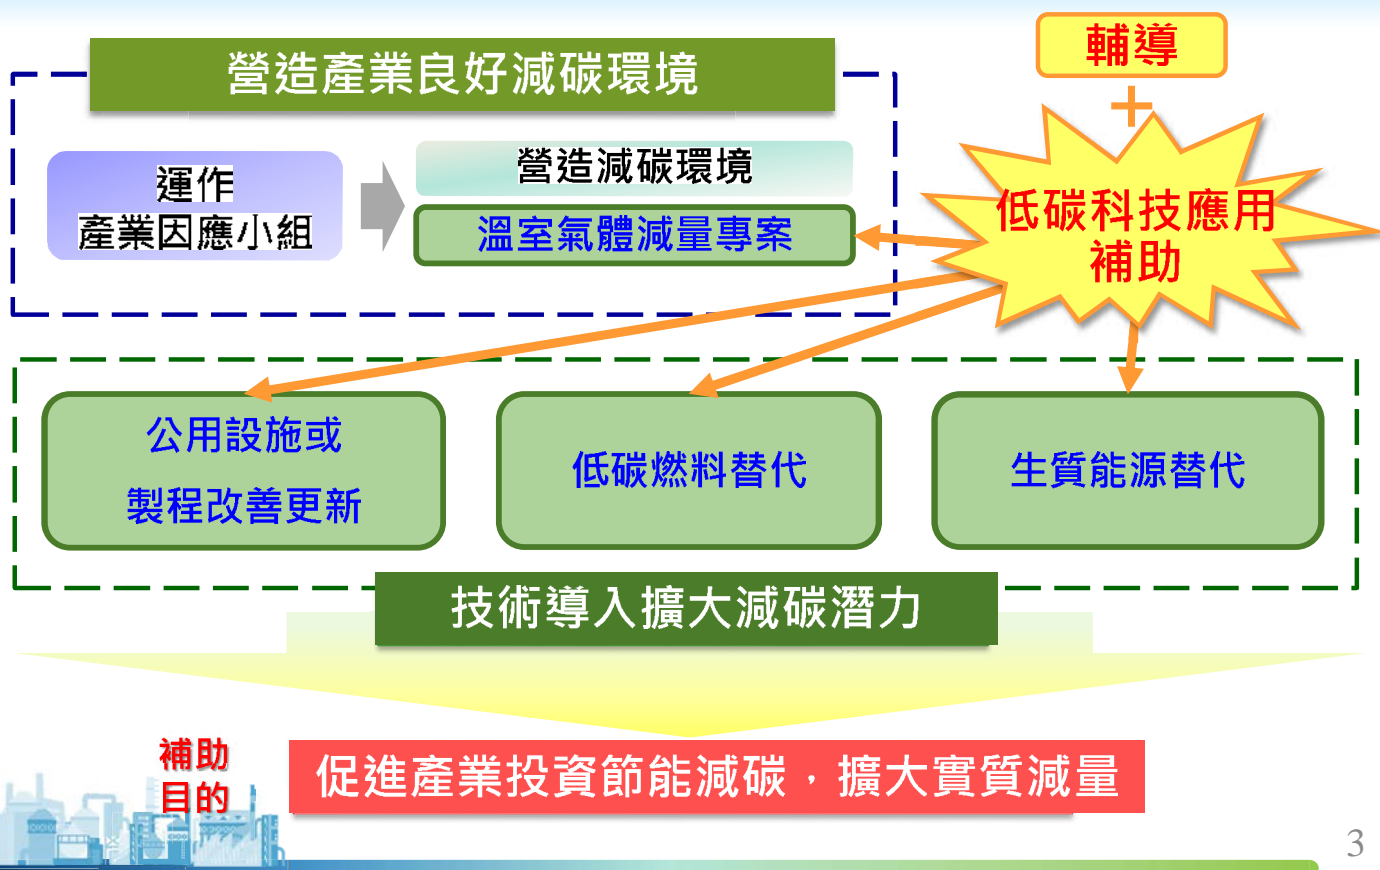 營造產業良好減碳環境
輔導
+
運作
產業因應小組
營造減碳環境
溫室氣體減量專案
低碳科技應用
補助
公用設施或
製程改善更新
低碳燃料替代
生質能源替代
技術導入擴大減碳潛力
補助
目的
促進產業投資節能減碳，擴大實質減量
3